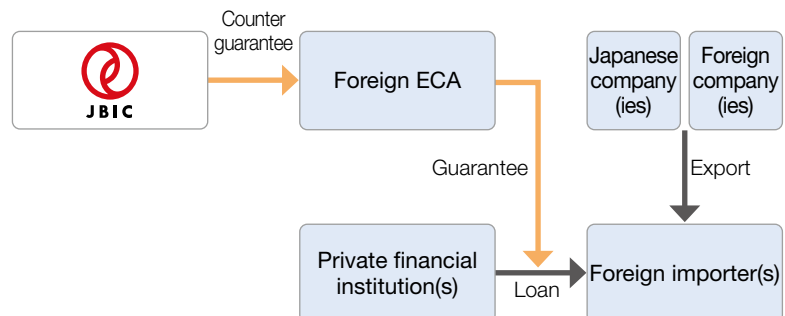 Counter
guarantee
JBIC
Foreign ECA
Japanese
company
(ies)
Foreign
company
(ies)
Guarantee
Export
Private financial
institution(s)
Loan
Foreign importer(s)